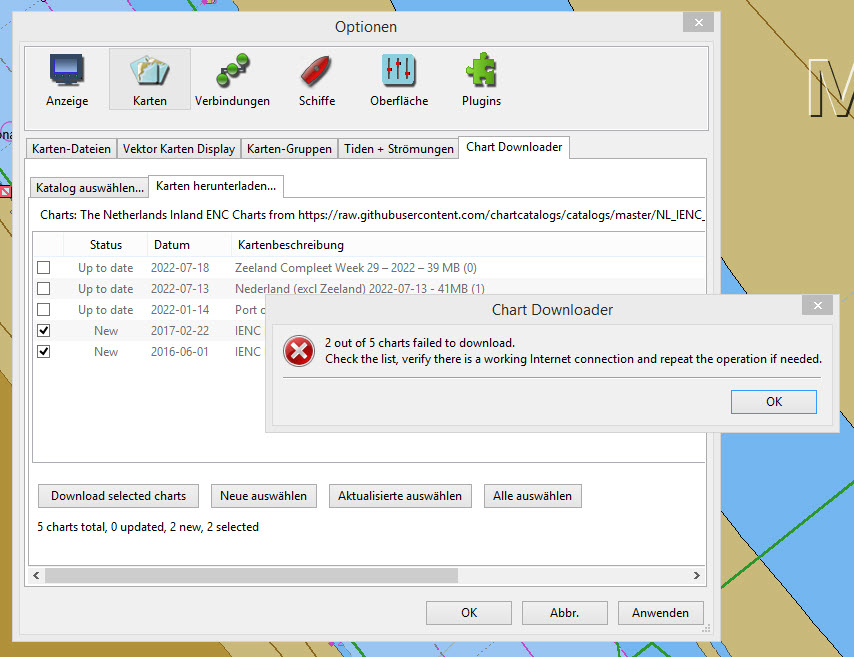 Optionen
Anzeige Karten Verbindungen Schiffe Oberfläche Plugins
Karten-Dateien Vektor Karten Display Karten-Gruppen Tiden + Strömungen Chart Downloader
Katalog auswählen... Karten herunterladen...
Charts: The Netherlands Inland ENC Charts from https://raw.githubusercontent.com/chartcatalogs/catalogs/master/NL_IENC_
Status Datum Kartenbeschreibung
Up to date 2022-07-18 Zeeland Compleet Week 29 – 2022 – 39 MB (0)
Up to date 2022-07-13 Nederland (excl Zeeland) 2022-07-13 - 41MB (1)
Up to date 2022-01-14 Port
New 2017-02-22 IENC
New 2016-06-01 IENC
Chart Downloader
2 out of 5 charts failed to download.
Check the list, verify there is a working Internet connection and repeat the operation if needed.
OK
Download selected charts Neue auswählen Aktualisierte auswählen Alle auswählen
5 charts total, 0 updated, 2 new, 2 selected
OK Abbr. Anwenden
M